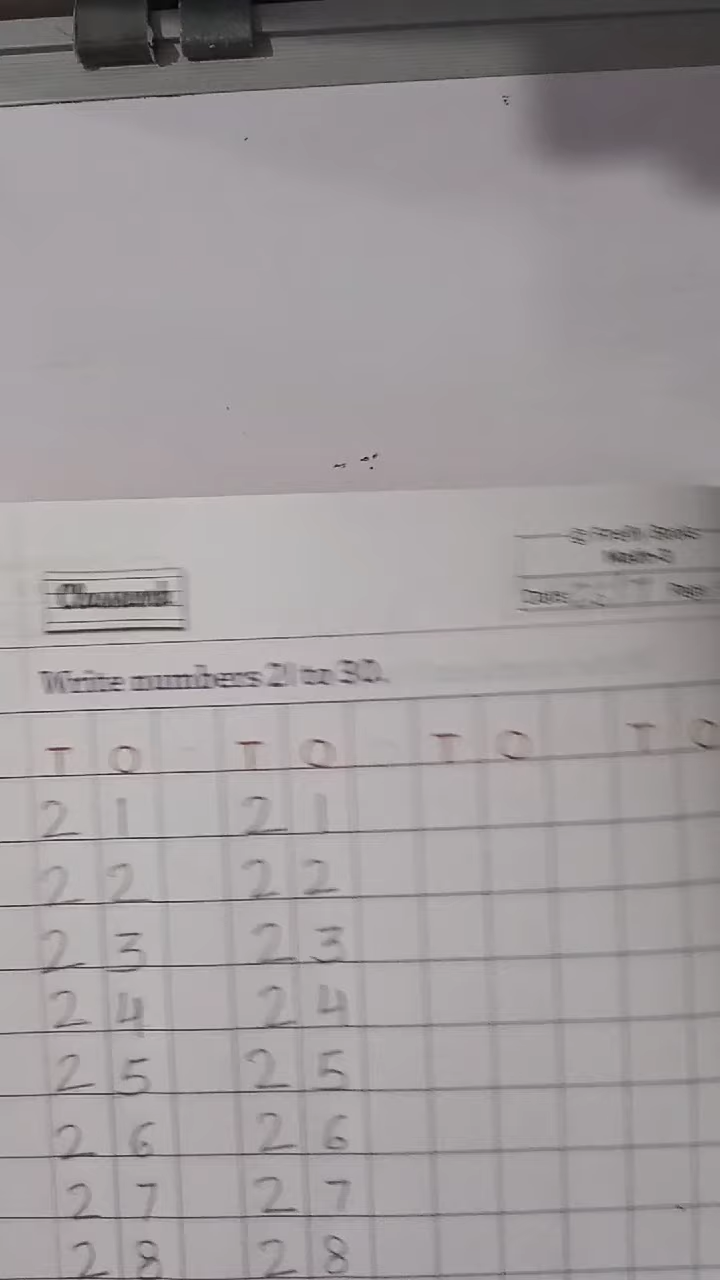 Classwork
Write numbers 21 to 30.
T O T O T O T O
2 1 2 1
2 2 2 2
2 3 2 3
2 4 2 4
2 5 2 5
2 6 2 6
2 7 2 7
2 8 2 8